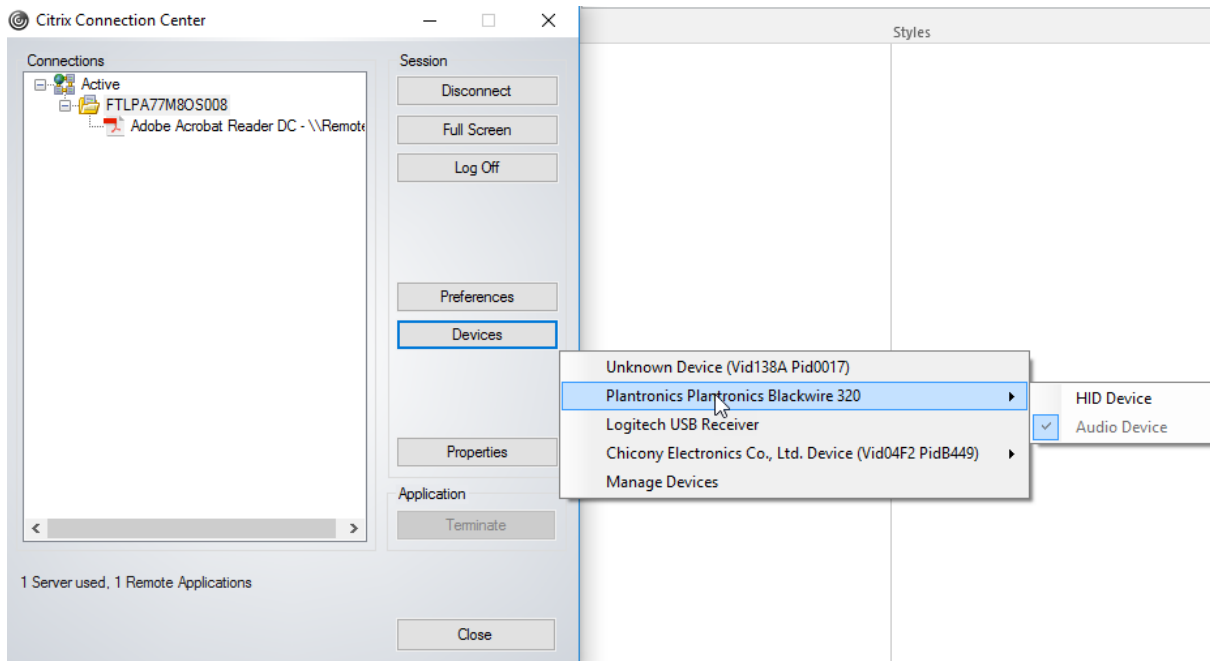 Citrix Connection Center
Styles
Connections
Active
FTLPA77M8OS008
Adobe Acrobat Reader DC - \\Remote
Session
Disconnect
Full Screen
Log Off
Preferences
Devices
Properties
Unknown Device (Vid138A Pid0017)
Plantronics Plantronics Blackwire 320
Logitech USB Receiver
Chicony Electronics Co., Ltd. Device (Vid04F2 PidB449)
Manage Devices
HID Device
Audio Device
Application
Terminate
1 Server used, 1 Remote Applications
Close